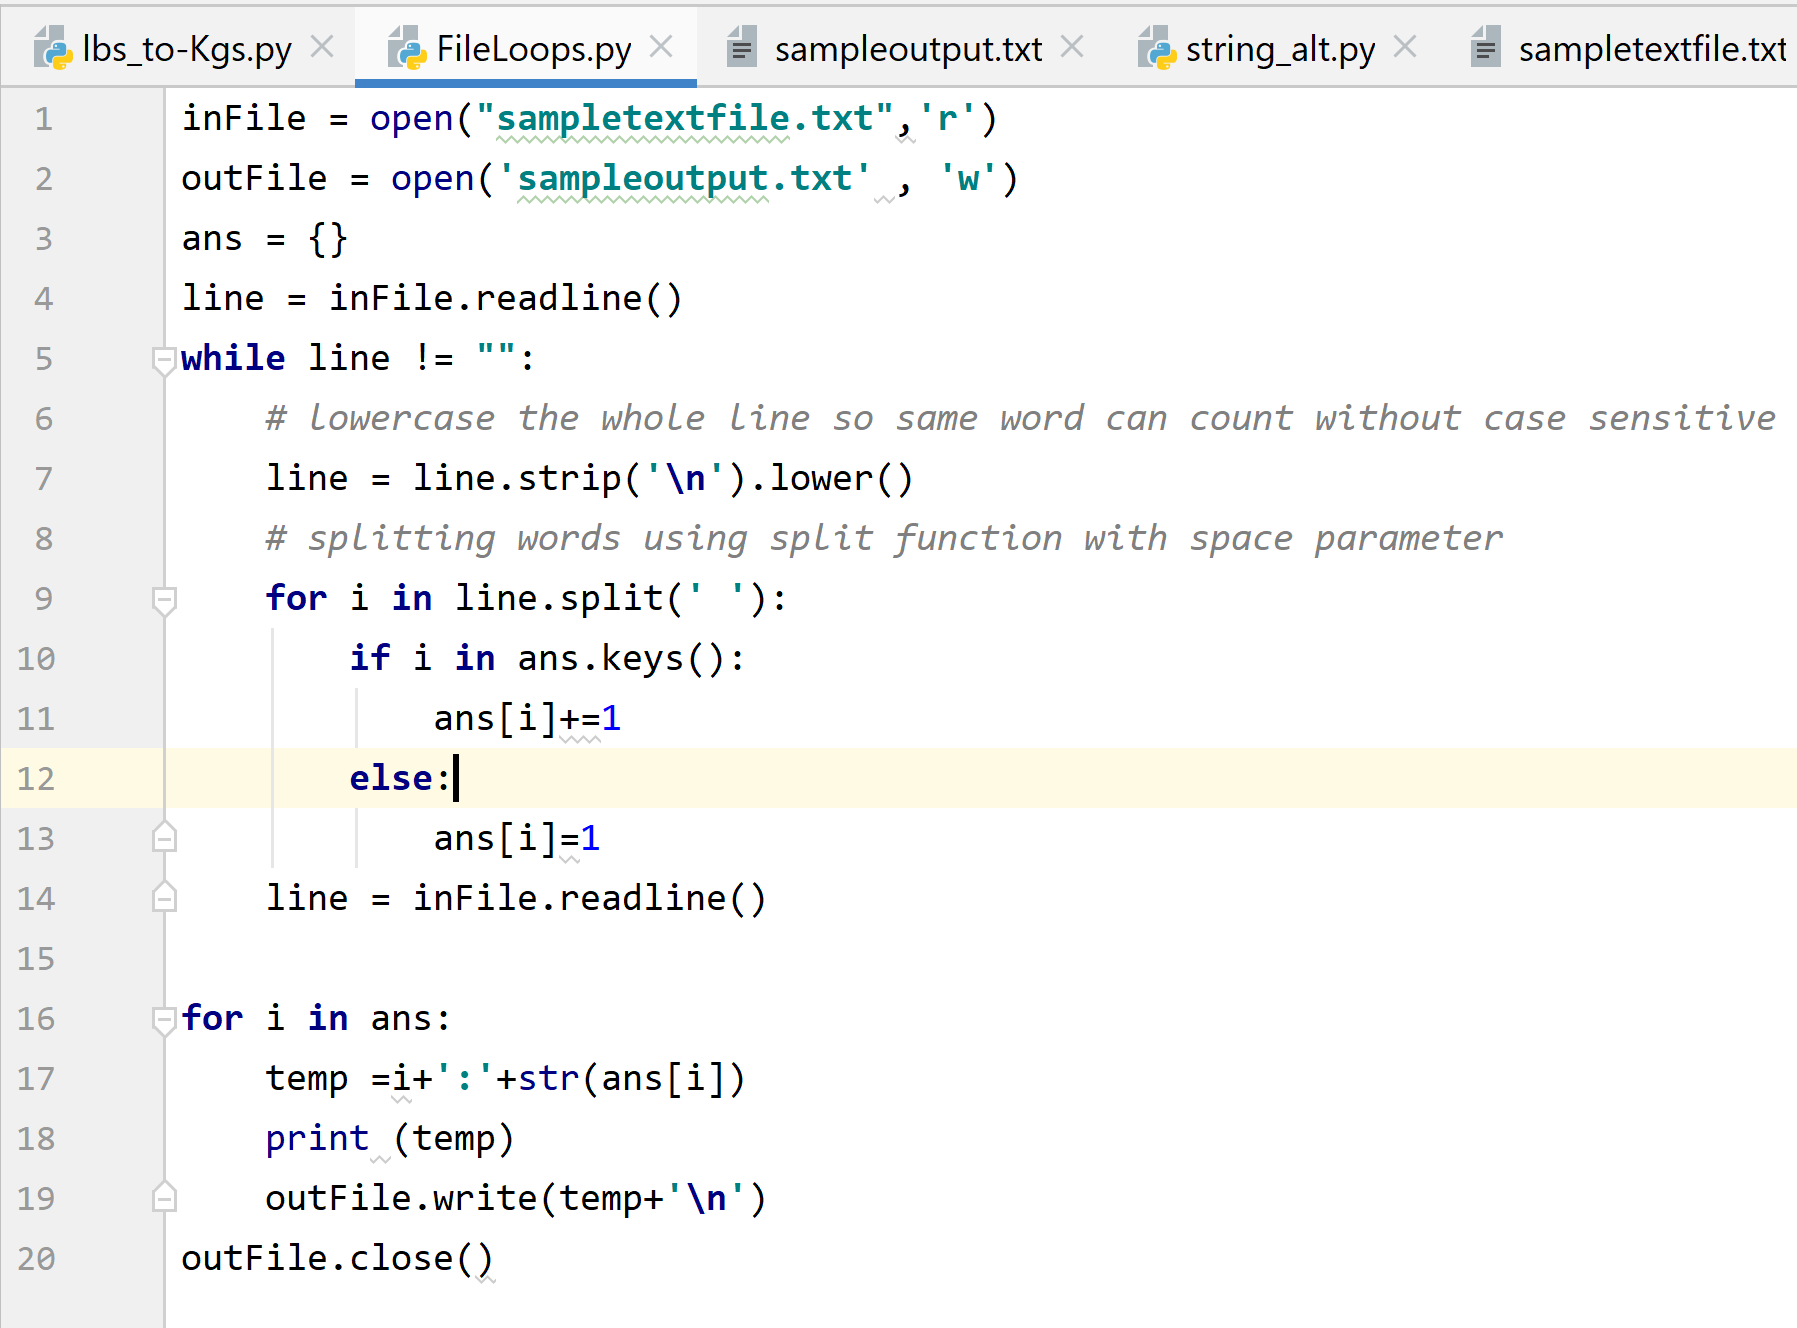 lbs_to-Kgs.py FileLoops.py sampleoutput.txt string_alt.py sampletextfile.txt
1 inFile = open("sampletextfile.txt",'r')
2 outFile = open('sampleoutput.txt' , 'w')
3 ans = {}
4 line = inFile.readline()
5 while line != "":
6     # lowercase the whole line so same word can count without case sensitive
7     line = line.strip('\n').lower()
8     # splitting words using split function with space parameter
9     for i in line.split(' '):
10         if i in ans.keys():
11             ans[i]+=1
12         else:
13             ans[i]=1
14     line = inFile.readline()
15
16 for i in ans:
17     temp =i+':'+str(ans[i])
18     print (temp)
19     outFile.write(temp+'\n')
20 outFile.close()